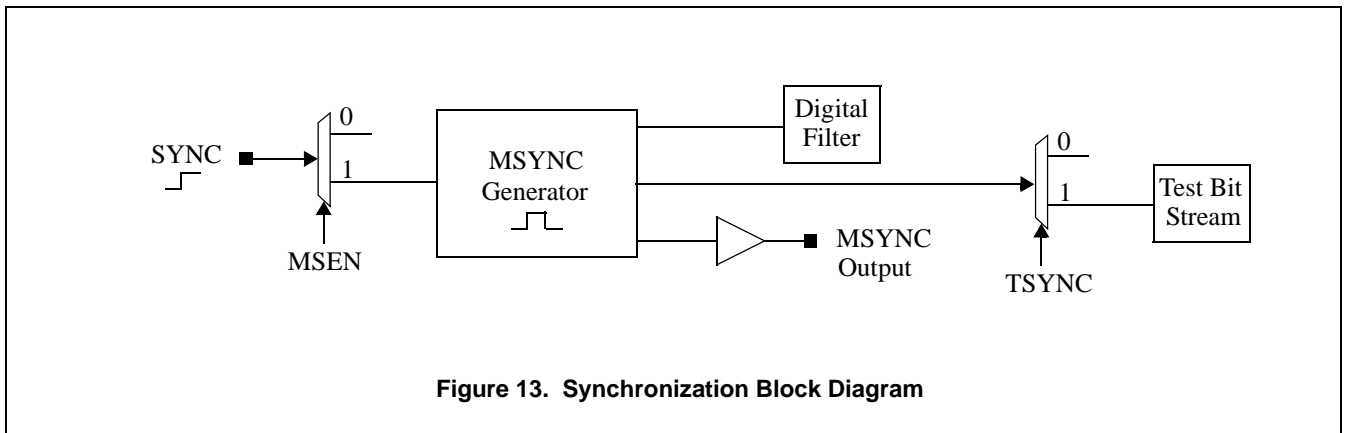 SYNC
0
1
MSEN
MSYNC
Generator
Digital
Filter
MSYNC
Output
0
1
TSYNC
Test Bit
Stream
Figure 13. Synchronization Block Diagram